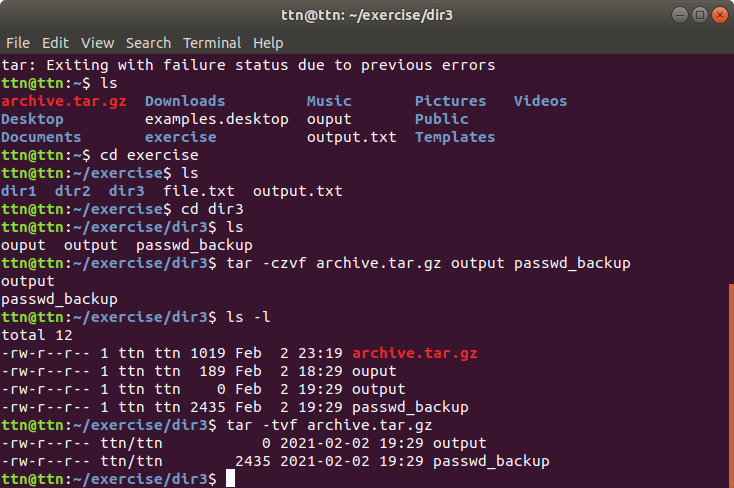 ttn@ttn: ~/exercise/dir3
File Edit View Search Terminal Help
tar: Exiting with failure status due to previous errors
ttn@ttn:~$ ls
archive.tar.gz  Downloads         Music       Pictures   Videos
Desktop         examples.desktop  ouput       Public
Documents       exercise          output.txt  Templates
ttn@ttn:~$ cd exercise
ttn@ttn:~/exercise$ ls
dir1  dir2  dir3  file.txt  output.txt
ttn@ttn:~/exercise$ cd dir3
ttn@ttn:~/exercise/dir3$ ls
ouput  output  passwd_backup
ttn@ttn:~/exercise/dir3$ tar -czvf archive.tar.gz output passwd_backup
output
passwd_backup
ttn@ttn:~/exercise/dir3$ ls -l
total 12
-rw-r--r-- 1 ttn ttn 1019 Feb  2 23:19 archive.tar.gz
-rw-r--r-- 1 ttn ttn  189 Feb  2 18:29 ouput
-rw-r--r-- 1 ttn ttn    0 Feb  2 19:29 output
-rw-r--r-- 1 ttn ttn 2435 Feb  2 19:29 passwd_backup
ttn@ttn:~/exercise/dir3$ tar -tvf archive.tar.gz
-rw-r--r-- ttn/ttn           0 2021-02-02 19:29 output
-rw-r--r-- ttn/ttn        2435 2021-02-02 19:29 passwd_backup
ttn@ttn:~/exercise/dir3$